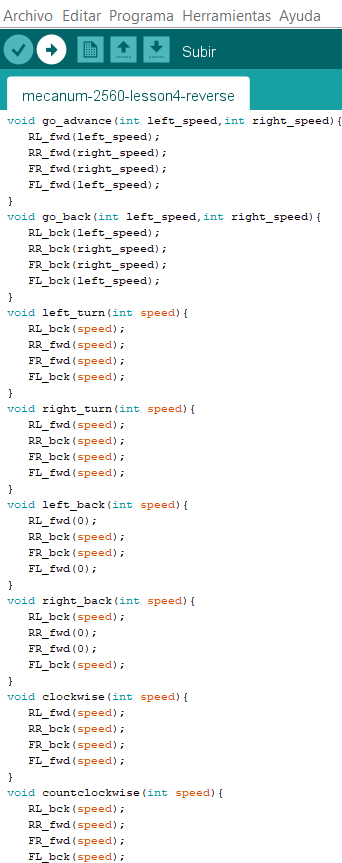 Archivo Editar Programa Herramientas Ayuda
Subir
mecanum-2560-lesson4-reverse
void go_advance(int left_speed,int right_speed){
   RL_fwd(left_speed);
   RR_fwd(right_speed);
   FR_fwd(right_speed);
   FL_fwd(left_speed);
}
void go_back(int left_speed,int right_speed){
   RL_bck(left_speed);
   RR_bck(right_speed);
   FR_bck(right_speed);
   FL_bck(left_speed);
}
void left_turn(int speed){
   RL_bck(speed);
   RR_fwd(speed);
   FR_fwd(speed);
   FL_bck(speed);
}
void right_turn(int speed){
   RL_fwd(speed);
   RR_bck(speed);
   FR_bck(speed);
   FL_fwd(speed);
}
void left_back(int speed){
   RL_fwd(0);
   RR_bck(speed);
   FR_bck(speed);
   FL_fwd(0);
}
void right_back(int speed){
   RL_bck(speed);
   RR_fwd(0);
   FR_fwd(0);
   FL_bck(speed);
}
void clockwise(int speed){
   RL_fwd(speed);
   RR_bck(speed);
   FR_bck(speed);
   FL_fwd(speed);
}
void countclockwise(int speed){
   RL_bck(speed);
   RR_fwd(speed);
   FR_fwd(speed);
   FL_bck(speed);